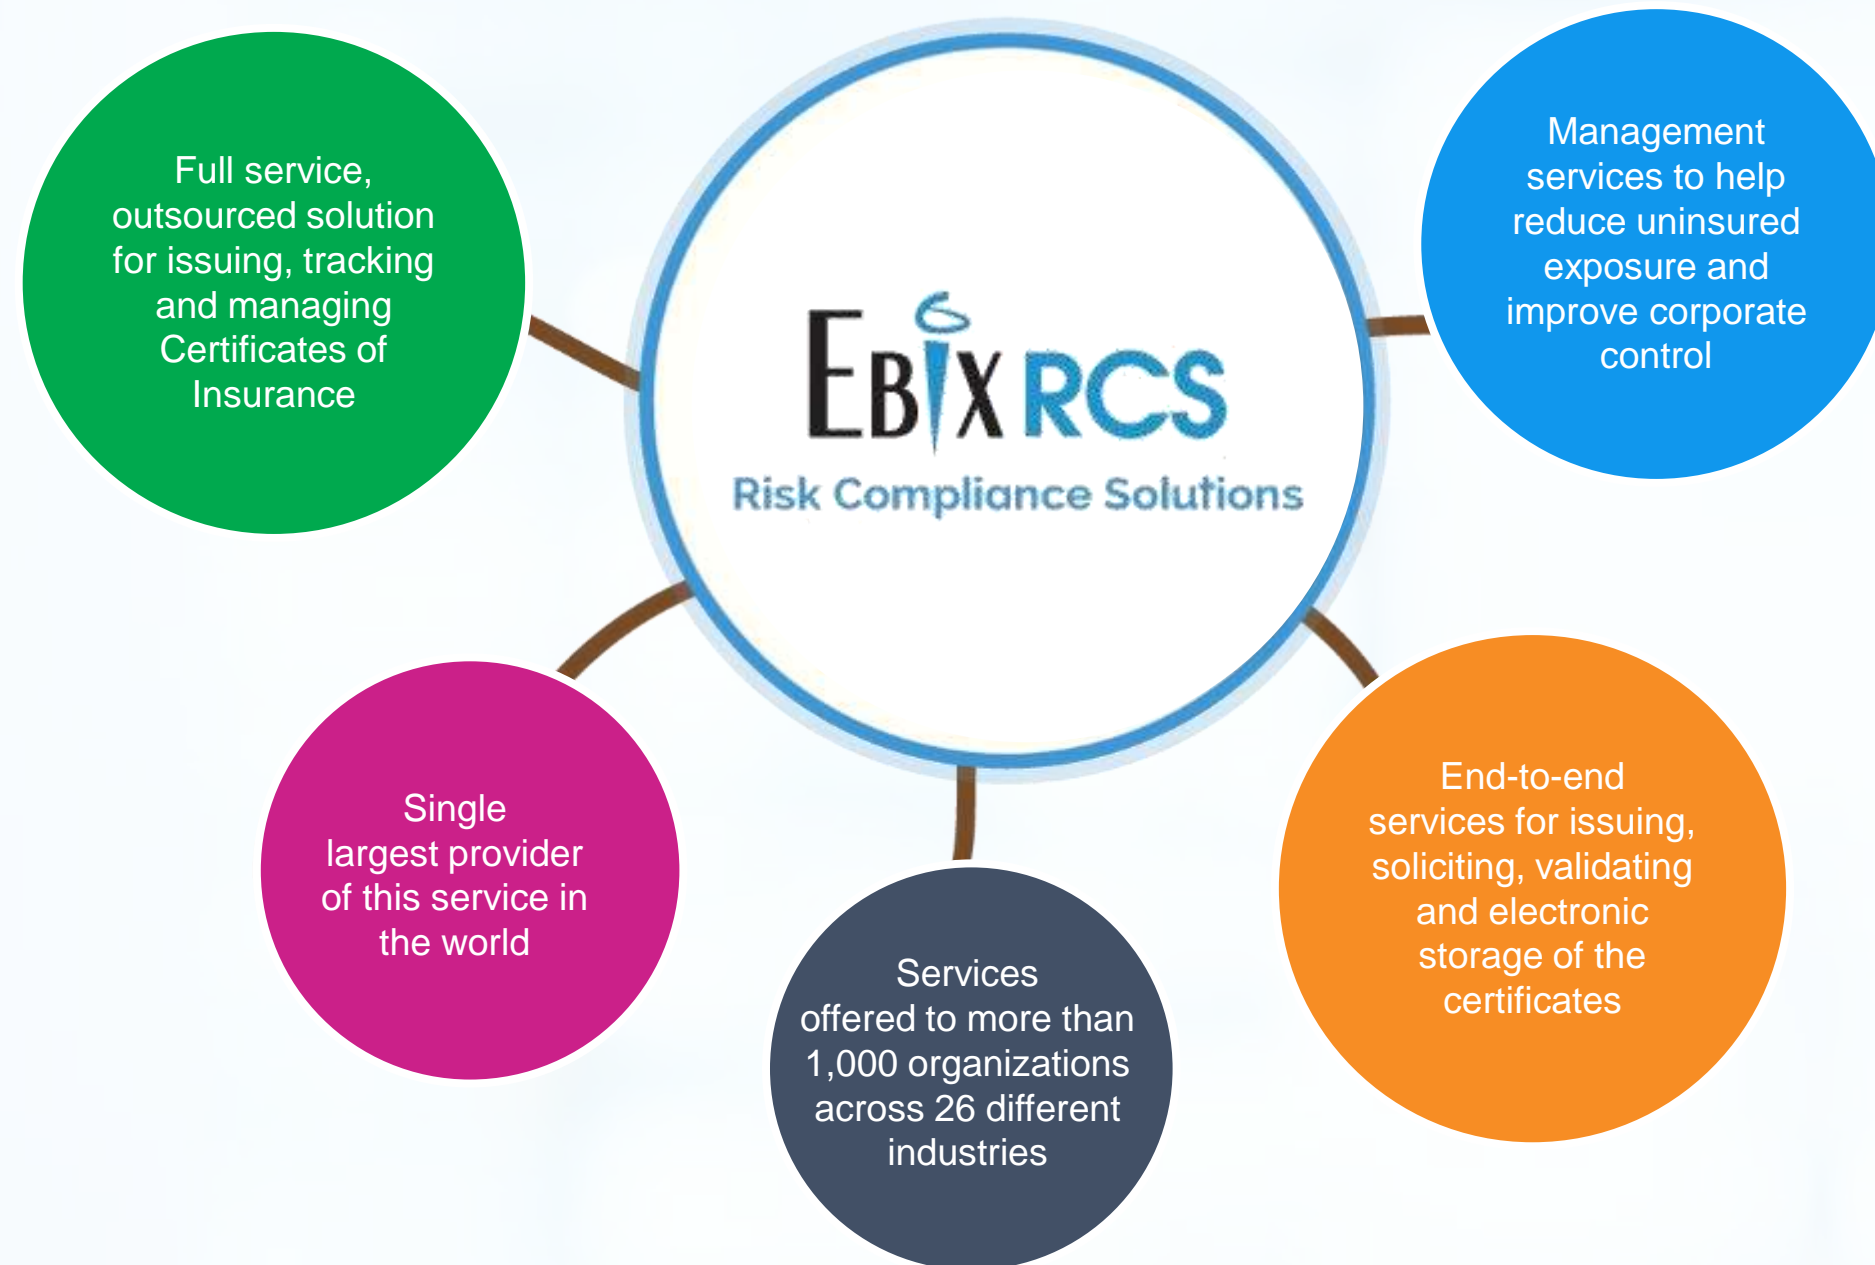 Full service,
outsourced solution
for issuing, tracking
and managing
Certificates of
Insurance
EBIX RCS
Risk Compliance Solutions
Management
services to help
reduce uninsured
exposure and
improve corporate
control
Single
largest provider
of this service in
the world
Services
offered to more than
1,000 organizations
across 26 different
industries
End-to-end
services for issuing,
soliciting, validating
and electronic
storage of the
certificates